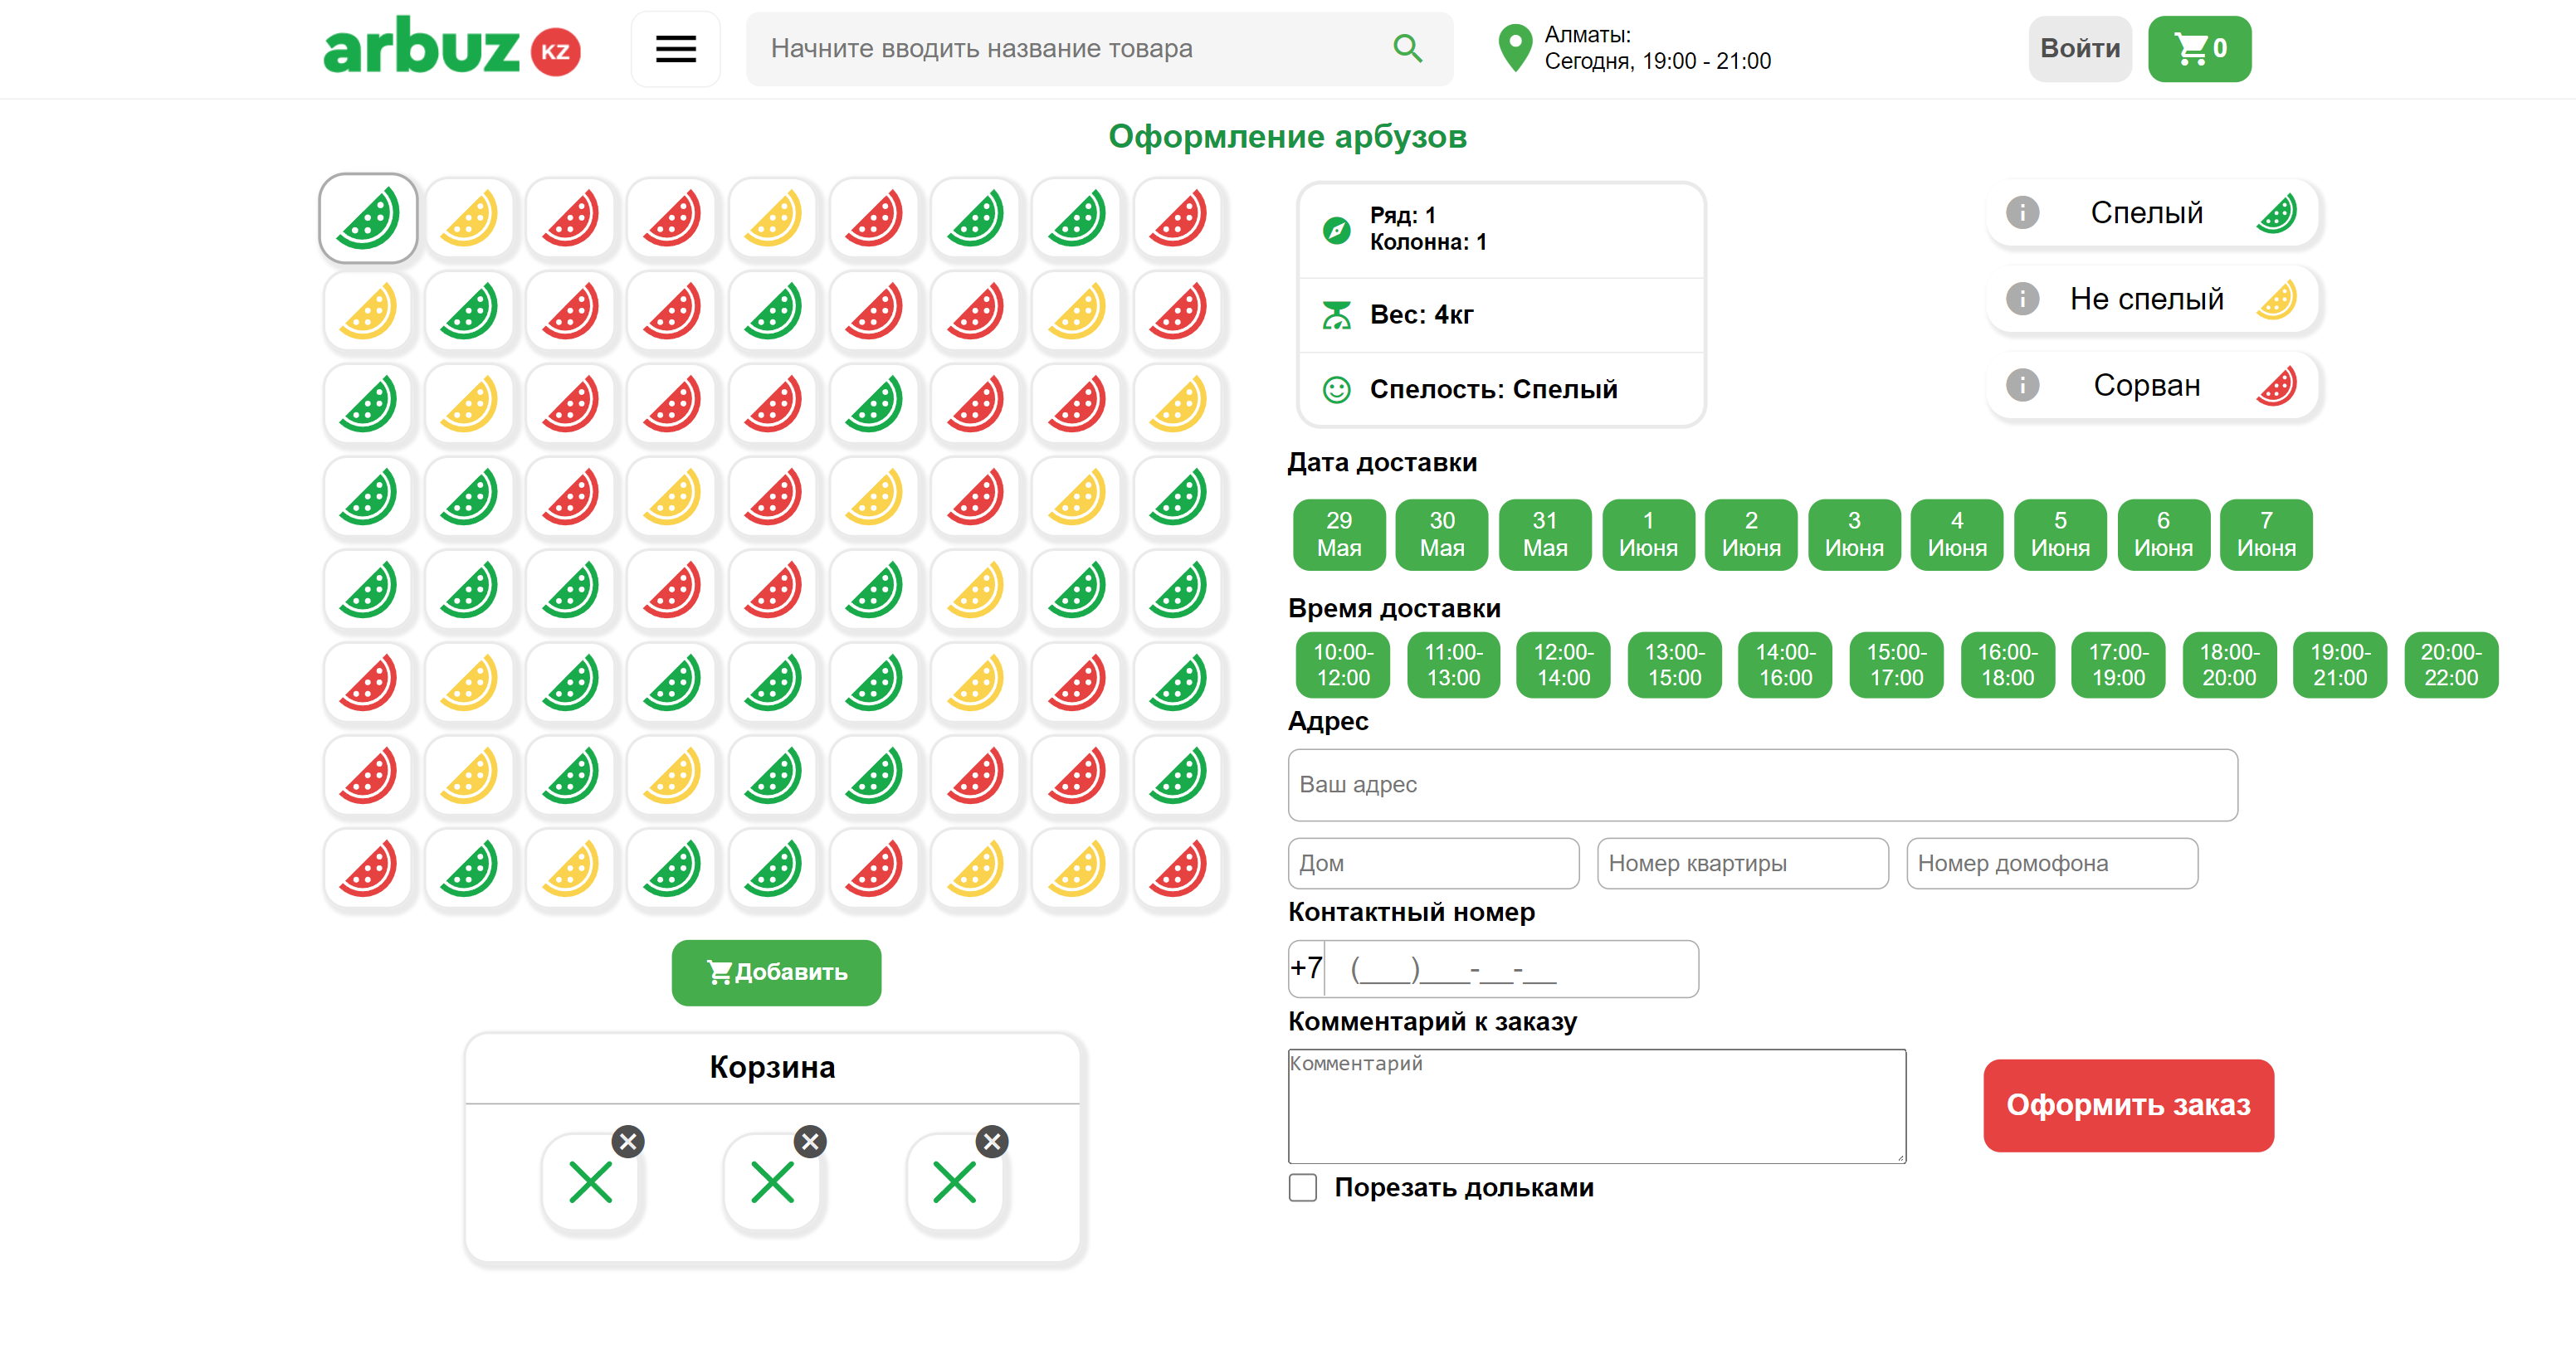 arbuz KZ
Начните вводить название товара
Алматы:
Сегодня, 19:00 - 21:00
Войти
0
Оформление арбузов
Ряд: 1
Колонна: 1
Вес: 4кг
Спелость: Спелый
Спелый
Не спелый
Сорван
Дата доставки
29 Мая
30 Мая
31 Мая
1 Июня
2 Июня
3 Июня
4 Июня
5 Июня
6 Июня
7 Июня
Время доставки
10:00-
12:00
11:00-
13:00
12:00-
14:00
13:00-
15:00
14:00-
16:00
15:00-
17:00
16:00-
18:00
17:00-
19:00
18:00-
20:00
19:00-
21:00
20:00-
22:00
Адрес
Ваш адрес
Дом
Номер квартиры
Номер домофона
Контактный номер
+7 (___)___-__-__
Комментарий к заказу
Комментарий
Порезать дольками
Оформить заказ
Добавить
Корзина